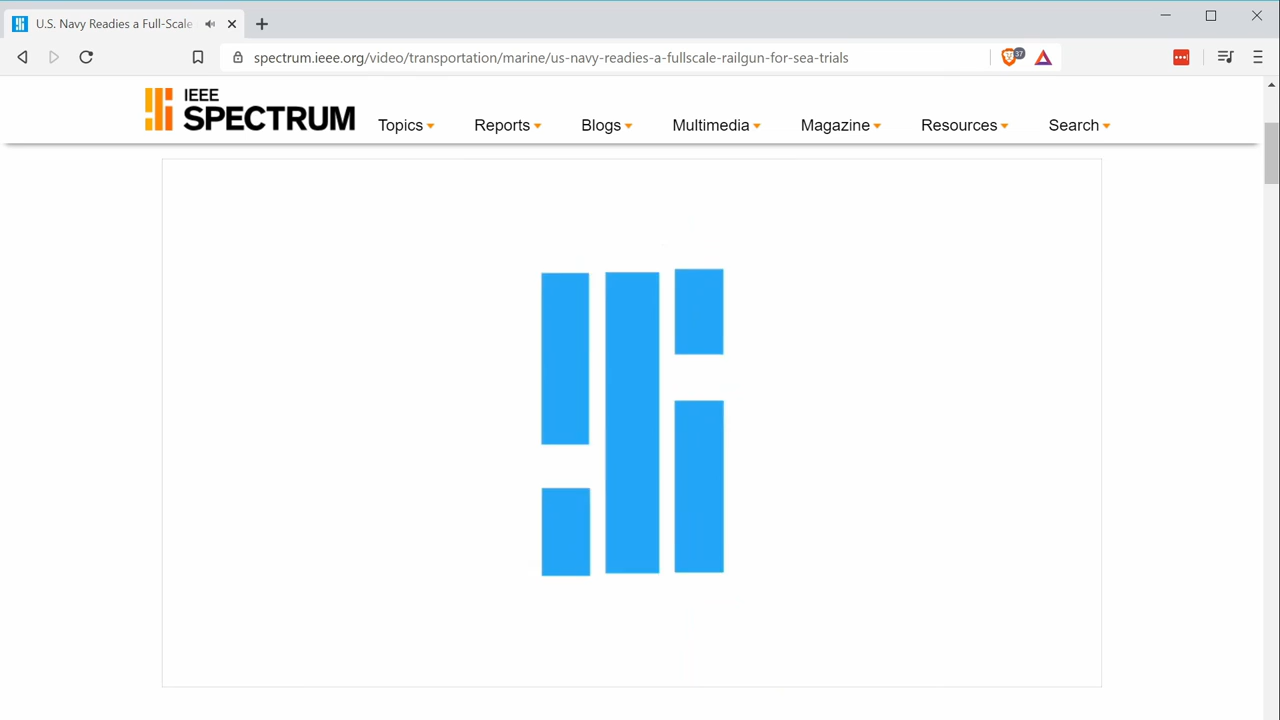 U.S. Navy Readies a Full-Scale
spectrum.ieee.org/video/transportation/marine/us-navy-readies-a-fullscale-railgun-for-sea-trials
37
IEEE
SPECTRUM
Topics
Reports
Blogs
Multimedia
Magazine
Resources
Search